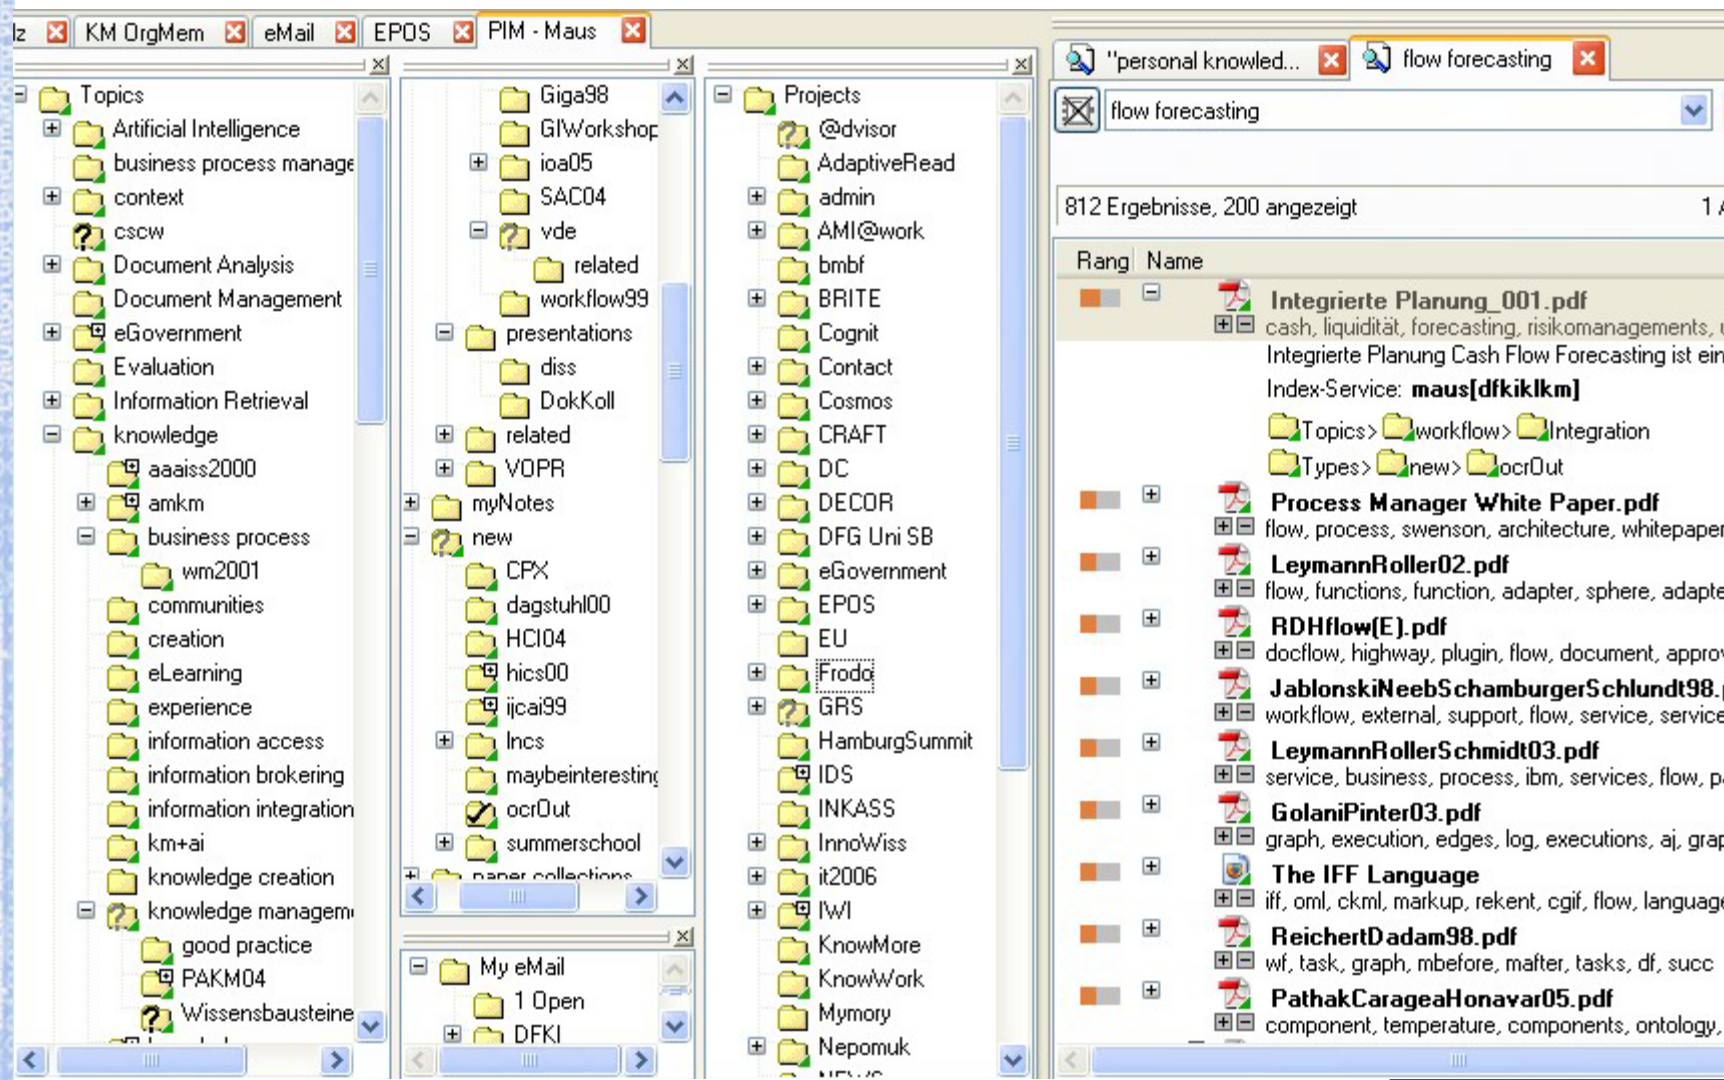 lz
KM OrgMem
eMail
EPOS
PIM - Maus
Topics
Artificial Intelligence
business process manage
context
cscw
Document Analysis
Document Management
eGovernment
Evaluation
Information Retrieval
knowledge
aaaiss2000
amkm
business process
wm2001
communities
creation
eLearning
experience
information access
information brokering
information integration
km+ai
knowledge creation
knowledge managem
good practice
PAKM04
Wissensbausteine
Giga98
GIWorkshop
ioa05
SAC04
vde
related
workflow99
presentations
diss
DokKoll
related
VOPR
myNotes
new
CPX
dagstuhl00
HCI04
hics00
ijcai99
lncs
maybeinteresting
ocrOut
summerschool
paper collections
My eMail
1 Open
DFKI
Projects
@dvisor
AdaptiveRead
admin
AMI@work
bmbf
BRITE
Cognit
Contact
Cosmos
CRAFT
DC
DECOR
DFG Uni SB
eGovernment
EPOS
EU
Frodo
GRS
HamburgSummit
IDS
INKASS
InnoWiss
it2006
IWI
KnowMore
KnowWork
Mymory
Nepomuk
NEWS
"personal knowled...
flow forecasting
flow forecasting
812 Ergebnisse, 200 angezeigt 1
Rang Name
Integrierte Planung_001.pdf
cash, liquidität, forecasting, risikomanagements,
Integrierte Planung Cash Flow Forecasting ist ein
Index-Service: maus[dfkiklkm]
Topics> workflow> Integration
Types> new> ocrOut
Process Manager White Paper.pdf
flow, process, swenson, architecture, whitepaper
LeymannRoller02.pdf
flow, functions, function, adapter, sphere, adapte
RDHflow(E).pdf
docflow, highway, plugin, flow, document, approv
JablonskiNeebSchamburgerSchlundt98.
workflow, external, support, flow, service, service
LeymannRollerSchmidt03.pdf
service, business, process, ibm, services, flow, p
GolaniPinter03.pdf
graph, execution, edges, log, executions, aj, grap
The IFF Language
iff, oml, ckml, markup, rekent, cgif, flow, language
ReichertDadam98.pdf
wf, task, graph, mbefore, mafter, tasks, df, succ
PathakCarageaHonavar05.pdf
component, temperature, components, ontology,